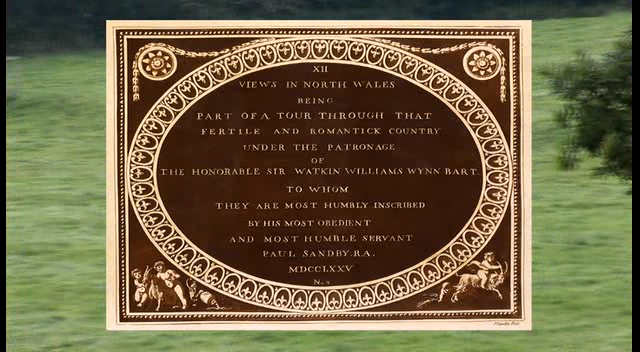 XII
VIEWS IN NORTH WALES
BEING
PART OF A TOUR THROUGH THAT
FERTILE AND ROMANTICK COUNTRY
UNDER THE PATRONAGE
OF
THE HONORABLE SIR WATKIN WILLIAMS WYNN BART.
TO WHOM
THEY ARE MOST HUMBLY INSCRIBED
BY HIS MOST OBEDIENT
AND MOST HUMBLE SERVANT
PAUL SANDBY.R.A.
MDCCLXXV